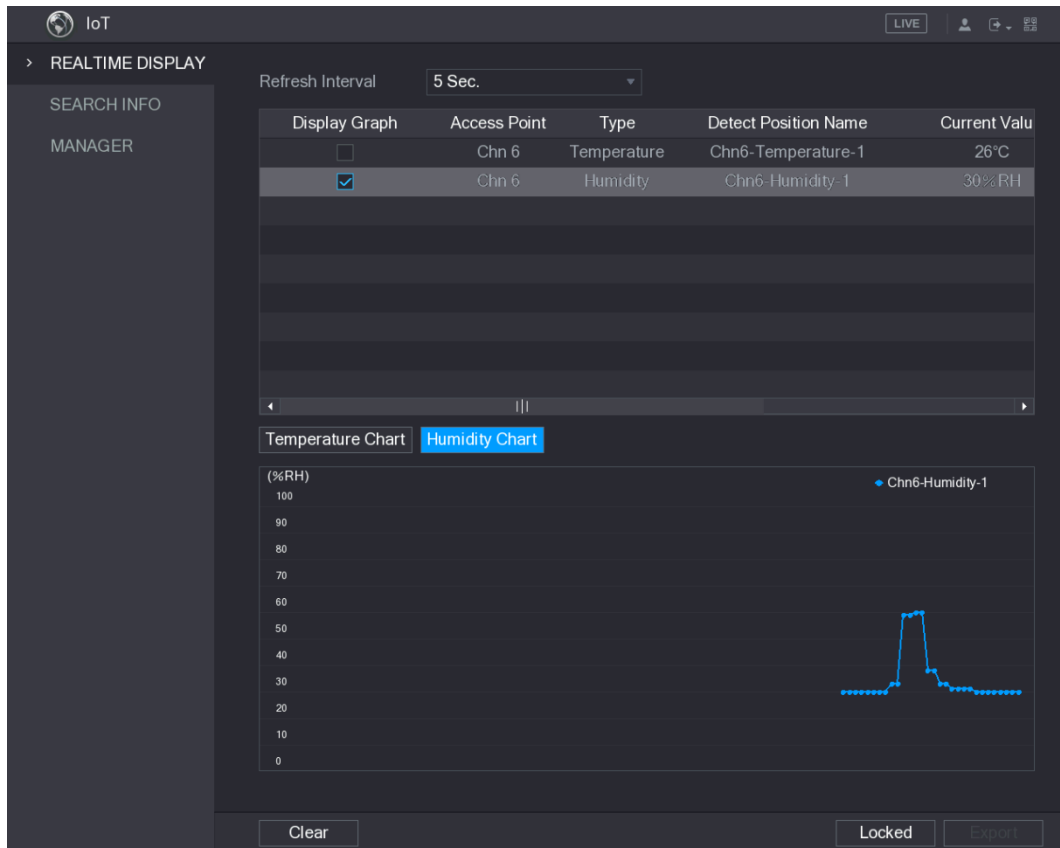 IoT
LIVE
REALTIME DISPLAY
SEARCH INFO
MANAGER
Refresh Interval 5 Sec.
Display Graph Access Point Type Detect Position Name Current Valu
Chn 6 Temperature Chn6-Temperature-1 26°C
Chn 6 Humidity Chn6-Humidity-1 30%RH
Temperature Chart Humidity Chart
(%RH)
Chn6-Humidity-1
100
90
80
70
60
50
40
30
20
10
0
Clear Locked Export